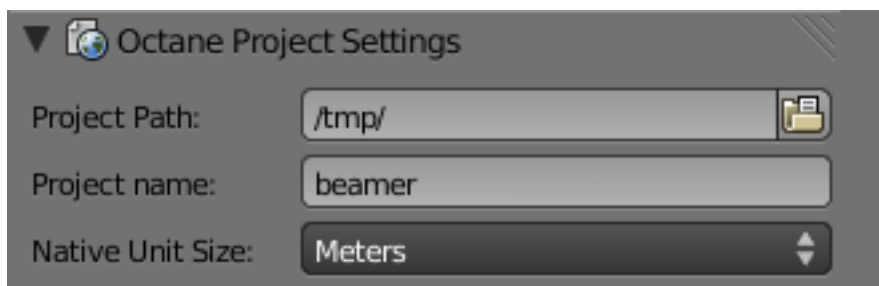 Octane Project Settings
Project Path: /tmp/
Project name: beamer
Native Unit Size: Meters